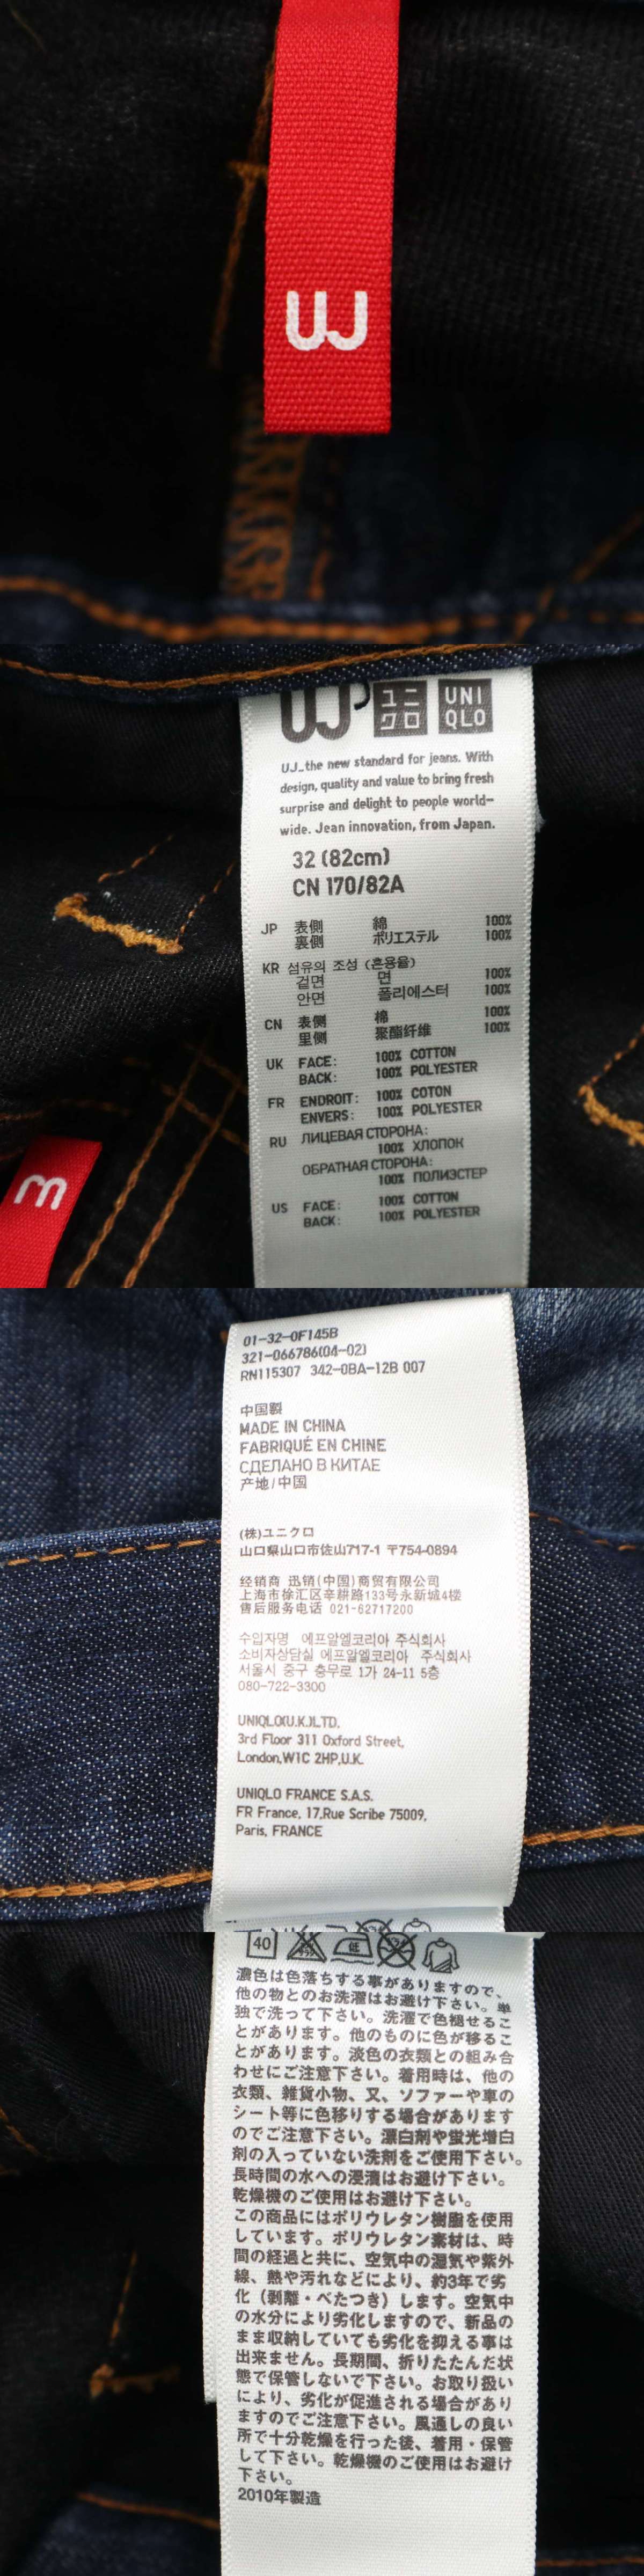 UJ
UJ
ユニクロ
UNI
QLO
UJ_the new standard for jeans. With
design, quality and value to bring fresh
surprise and delight to people world-
wide. Jean innovation, from Japan.
32 (82cm)
CN 170/82A
JP 表側 綿 100%
裏側 ポリエステル 100%
KR 섬유의 조성 (혼용율)
겉면 면 100%
안면 폴리에스터 100%
CN 表侧 棉 100%
里侧 聚酯纤维 100%
UK FACE: 100% COTTON
BACK: 100% POLYESTER
FR ENDROIT: 100% COTON
ENVERS: 100% POLYESTER
RU ЛИЦЕВАЯ СТОРОНА:
100% ХЛОПОК
ОБРАТНАЯ СТОРОНА:
100% ПОЛИЭСТЕР
US FACE: 100% COTTON
BACK: 100% POLYESTER
01-32-0F145B
321-066786(04-02)
RN115307 342-0BA-12B 007
中国製
MADE IN CHINA
FABRIQUÉ EN CHINE
СДЕЛАНО В КИТАЕ
产地/中国
(株)ユニクロ
山口県山口市佐山717-1 〒754-0894
经销商 迅销(中国)商贸有限公司
上海市徐汇区辛耕路133号永新城4楼
售后服务电话 021-62717200
수입자명 에프알엘코리아 주식회사
소비자상담실 에프알엘코리아 주식회사
서울시 중구 충무로 1가 24-11 5층
080-722-3300
UNIQLO(U.K.)LTD.
3rd Floor 311 Oxford Street,
London,W1C 2HP,U.K.
UNIQLO FRANCE S.A.S.
FR France, 17,Rue Scribe 75009,
Paris, FRANCE
40 低
濃色は色落ちする事がありますので、
他の物とのお洗濯はお避け下さい。単
独で洗って下さい。洗濯で色褪せるこ
とがあります。他のものに色が移るこ
とがあります。淡色の衣類との組み合
わせにご注意下さい。着用時は、他の
衣類、雑貨小物、又、ソファーや車の
シート等に色移りする場合があります
のでご注意下さい。漂白剤や蛍光増白
剤の入っていない洗剤をご使用下さい。
長時間の水への浸漬はお避け下さい。
乾燥機のご使用はお避け下さい。
この商品にはポリウレタン樹脂を使用
しています。ポリウレタン素材は、時
間の経過と共に、空気中の湿気や紫外
線、熱や汚れなどにより、約3年で劣
化（剥離・べたつき）します。空気中
の水分により劣化しますので、新品の
まま収納していても劣化を抑える事は
出来ません。長期間、折りたたんだ状
態で保管しないで下さい。お取り扱い
により、劣化が促進される場合があり
ますのでご注意下さい。風通しの良い
所で十分乾燥を行った後、着用・保管
して下さい。乾燥機のご使用はお避け
下さい。
2010年製造